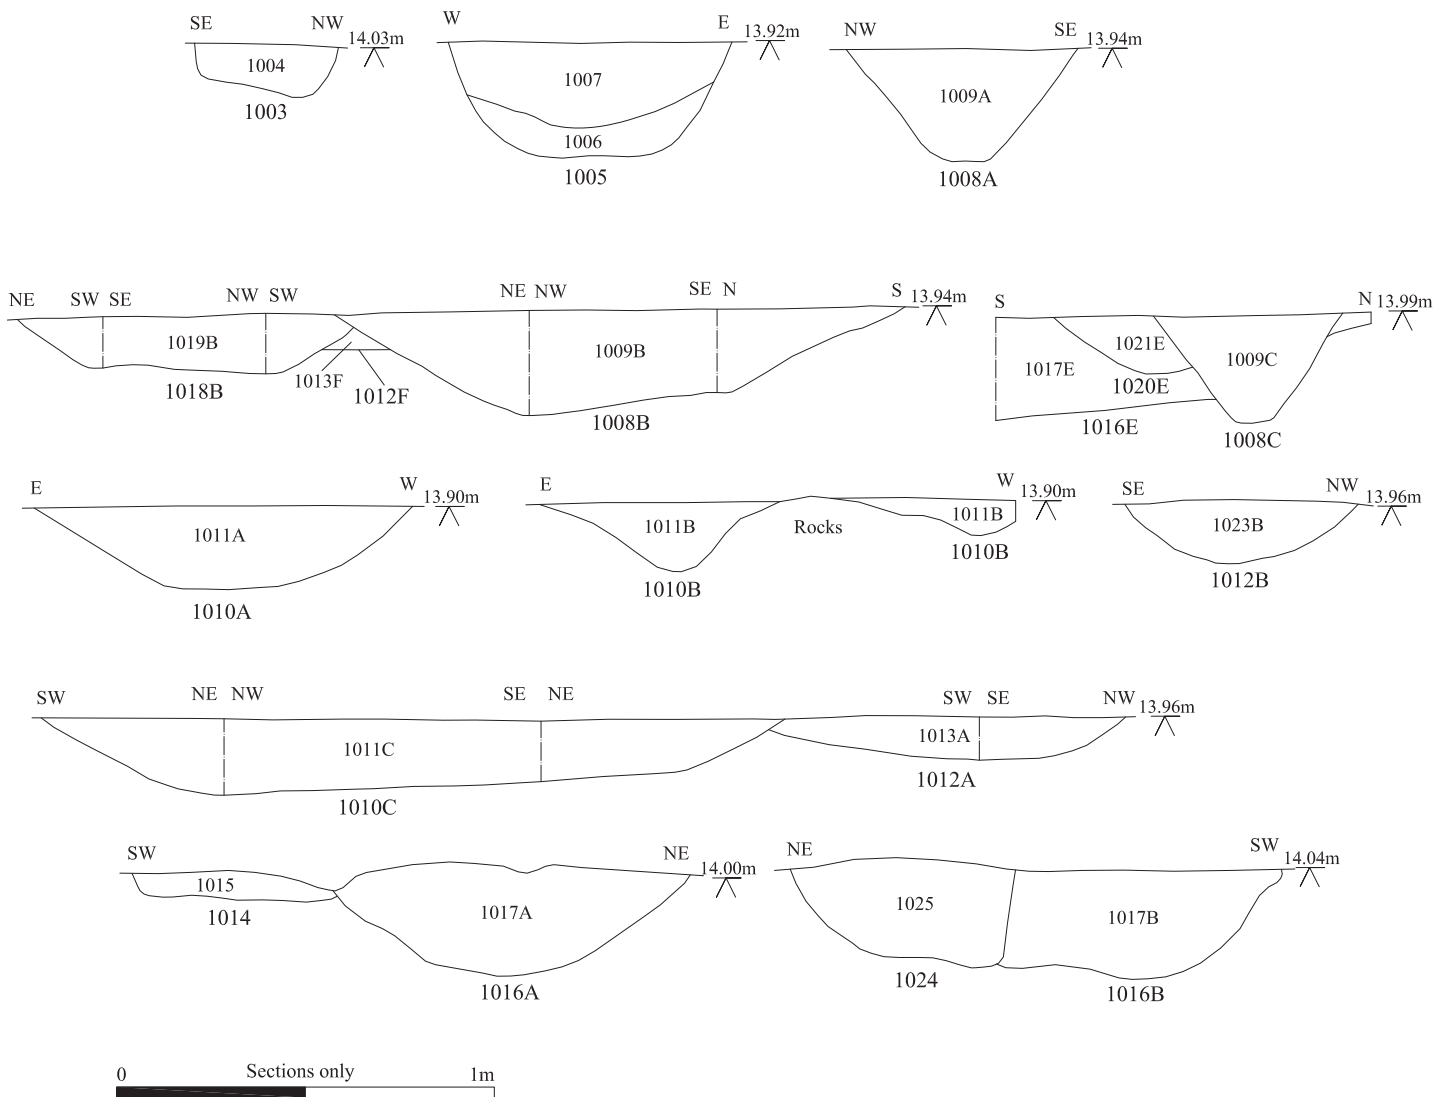 SE NW 14.03m
1004
1003
W E 13.92m
1007
1006
1005
NW SE 13.94m
1009A
1008A
NE SW SE NW SW NE NW SE N S 13.94m
1019B
1018B
1013F
1012F
1009B
1008B
S N 13.99m
1021E
1017E
1020E
1016E
1009C
1008C
E W 13.90m
1011A
1010A
E W 13.90m
1011B
Rocks
1011B
1010B
1010B
SE NW 13.96m
1023B
1012B
SW NE NW SE NE SW SE NW 13.96m
1011C
1010C
1013A
1012A
SW NE 14.00m
1015
1014
1017A
1016A
NE SW 14.04m
1025
1024
1017B
1016B
0 Sections only 1m